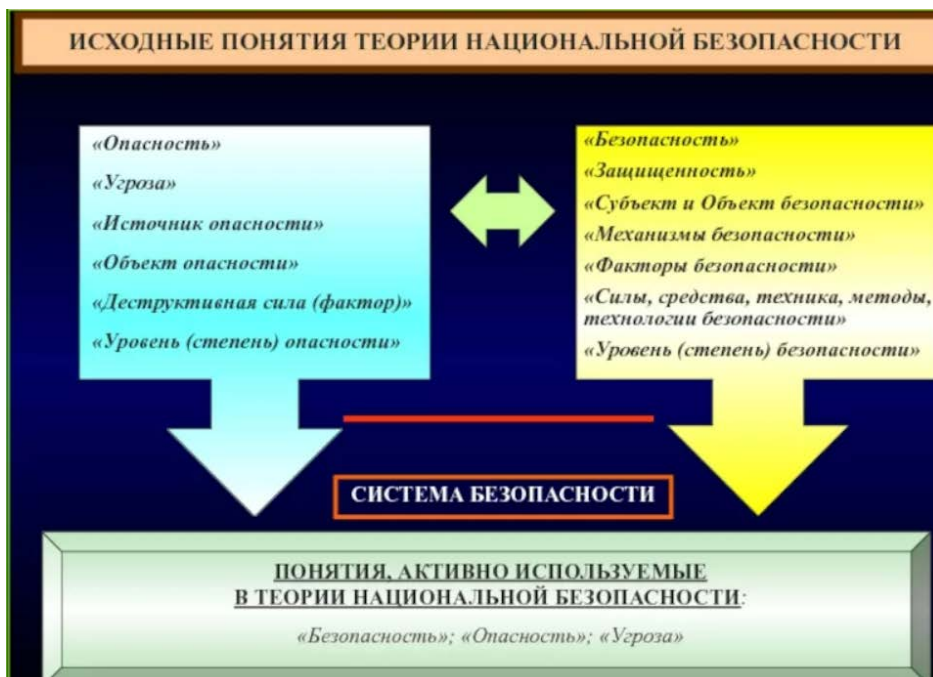 ИСХОДНЫЕ ПОНЯТИЯ ТЕОРИИ НАЦИОНАЛЬНОЙ БЕЗОПАСНОСТИ
«Опасность»
«Угроза»
«Источник опасности»
«Объект опасности»
«Деструктивная сила (фактор)»
«Уровень (степень) опасности»
«Безопасность»
«Защищенность»
«Субъект и Объект безопасности»
«Механизмы безопасности»
«Факторы безопасности»
«Силы, средства, техника, методы,
технологии безопасности»
«Уровень (степень) безопасности»
СИСТЕМА БЕЗОПАСНОСТИ
ПОНЯТИЯ, АКТИВНО ИСПОЛЬЗУЕМЫЕ
В ТЕОРИИ НАЦИОНАЛЬНОЙ БЕЗОПАСНОСТИ:
«Безопасность»; «Опасность»; «Угроза»